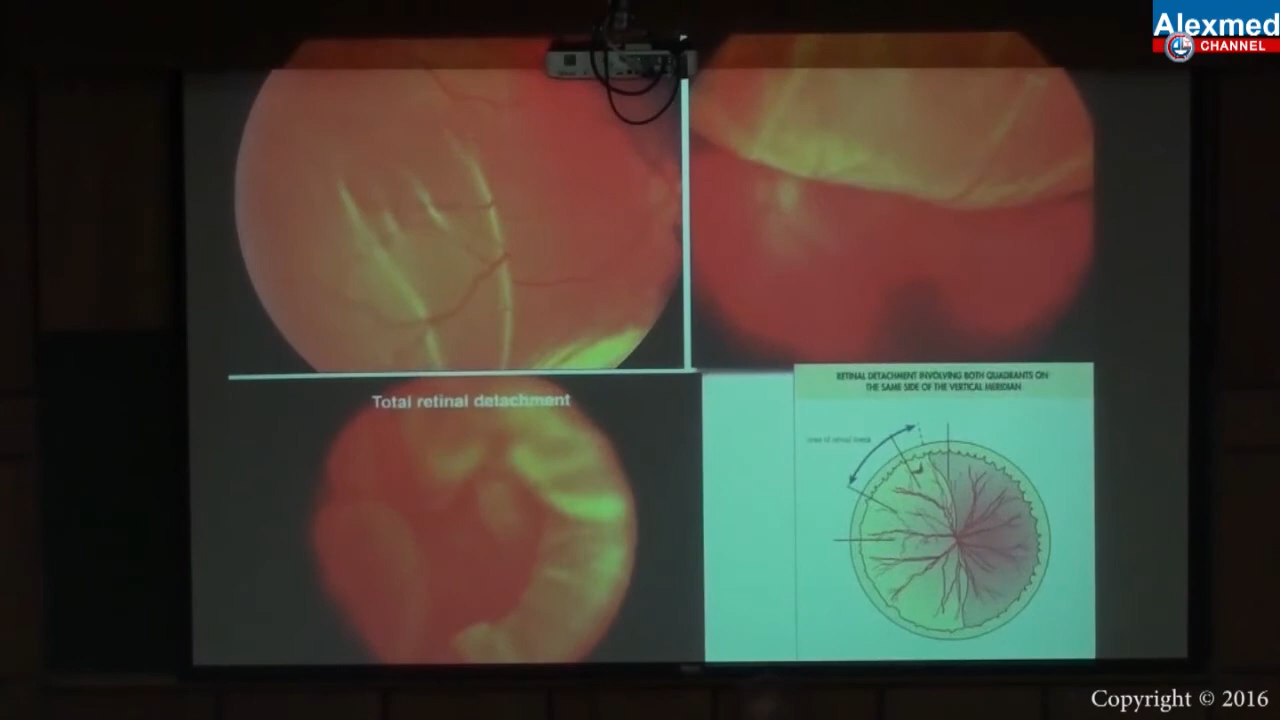 Alexmed
CHANNEL
RETINAL DETACHMENT INVOLVING BOTH QUADRANTS ON
THE SAME SIDE OF THE VERTICAL MERIDIAN
Total retinal detachment
Copyright © 2016